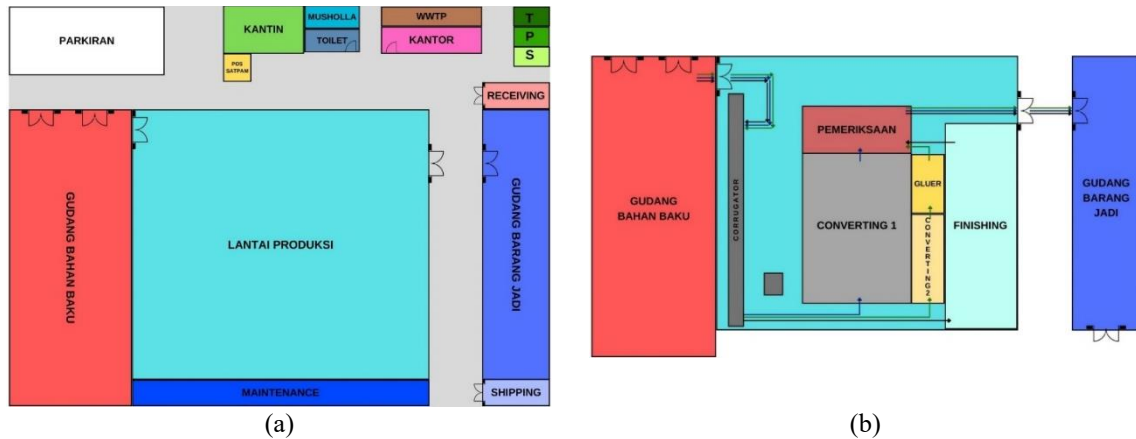 PARKIRAN
KANTIN
MUSHOLLA
TOILET
WWTP
KANTOR
T
P
S
POS
SATPAM
RECEIVING
GUDANG BAHAN BAKU
LANTAI PRODUKSI
GUDANG BARANG JADI
MAINTENANCE
SHIPPING
(a)
GUDANG
BAHAN BAKU
CORRUGATOR
PEMERIKSAAN
CONVERTING 1
GLUER
CONVERTING 2
FINISHING
GUDANG
BARANG
JADI
(b)